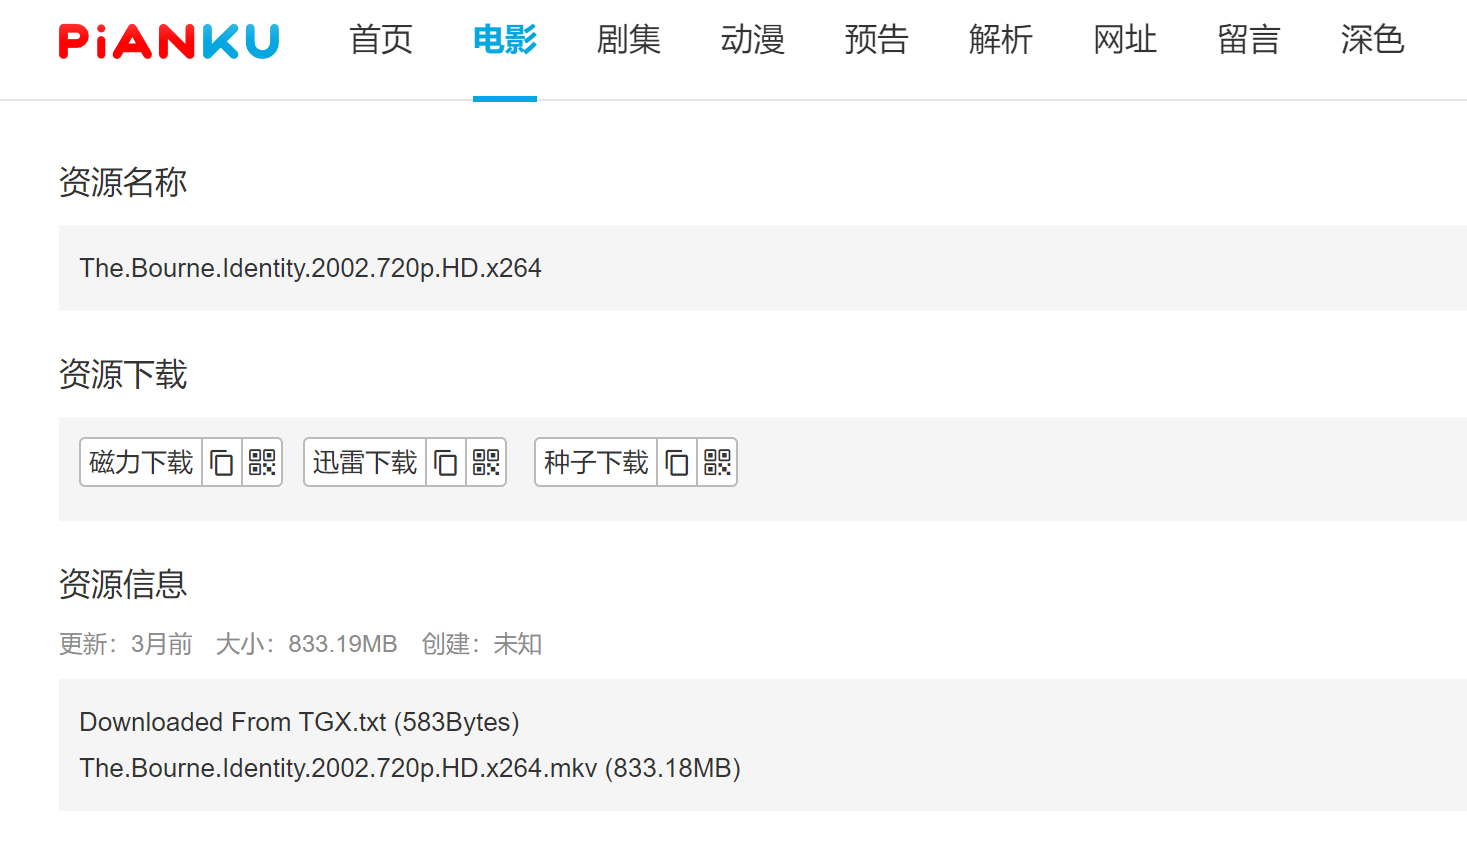 PiANKU 首页 电影 剧集 动漫 预告 解析 网址 留言 深色
资源名称
The.Bourne.Identity.2002.720p.HD.x264
资源下载
磁力下载 迅雷下载 种子下载
资源信息
更新：3月前 大小：833.19MB 创建：未知
Downloaded From TGX.txt (583Bytes)
The.Bourne.Identity.2002.720p.HD.x264.mkv (833.18MB)